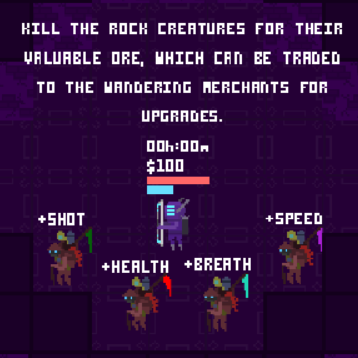 KILL THE ROCK CREATURES FOR THEIR
VALUABLE ORE, WHICH CAN BE TRADED
TO THE WANDERING MERCHANTS FOR
UPGRADES.
00H:00M
$100
+SHOT
+SPEED
+HEALTH
+BREATH